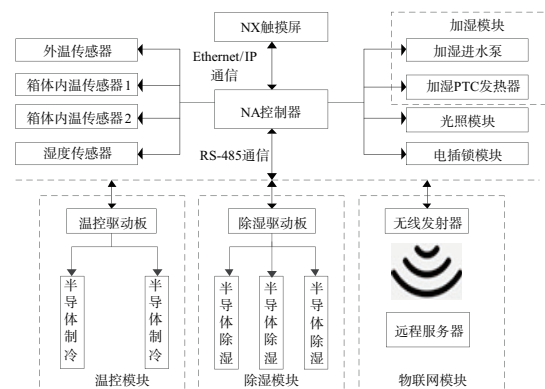 NX触摸屏
加湿模块
外温传感器
Ethernet/IP
通信
加湿进水泵
箱体内温传感器1
加湿PTC发热器
箱体内温传感器2
NA控制器
光照模块
湿度传感器
RS-485通信
电插锁模块
温控驱动板
除湿驱动板
无线发射器
半导体制冷
半导体制冷
半导体除湿
半导体除湿
半导体除湿
远程服务器
温控模块
除湿模块
物联网模块